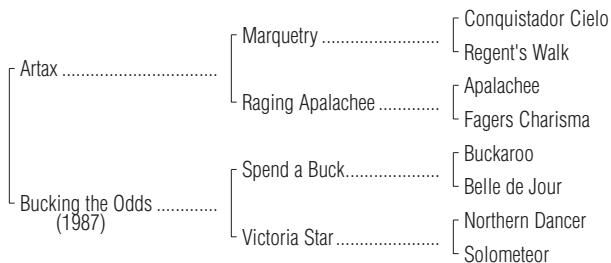 Conquistador Cielo
Marquetry ........................................
Regent's Walk
Artax ........................................
Apalachee
Raging Apalachee ....................
Fagers Charisma
Buckaroo
Spend a Buck..............................
Belle de Jour
Bucking the Odds ....................
(1987)
Northern Dancer
Victoria Star..............................
Solometeor